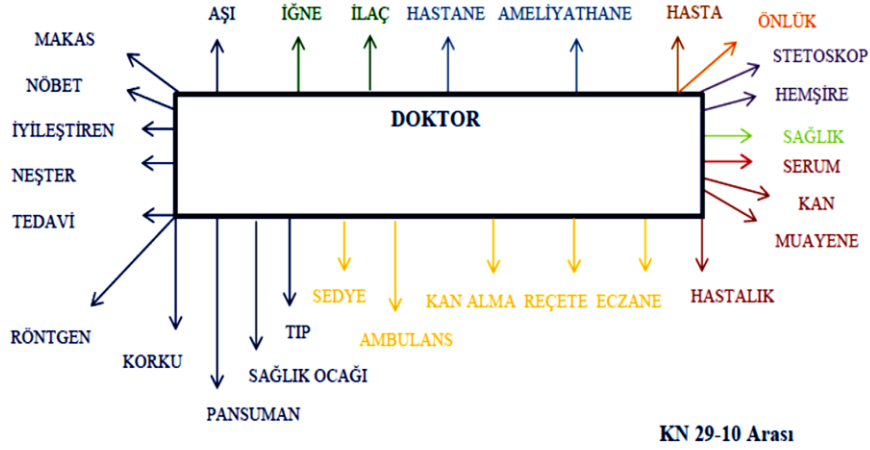 AŞI
İĞNE
İLAÇ
HASTANE
AMELİYATHANE
HASTA
ÖNLÜK
MAKAS
STETOSKOP
NÖBET
HEMŞİRE
DOKTOR
İYİLEŞTİREN
SAĞLIK
NEŞTER
SERUM
KAN
TEDAVİ
MUAYENE
SEDYE
KAN ALMA
REÇETE
ECZANE
HASTALIK
RÖNTGEN
TIP
AMBULANS
KORKU
SAĞLIK OCAĞI
PANSUMAN
KN 29-10 Arası